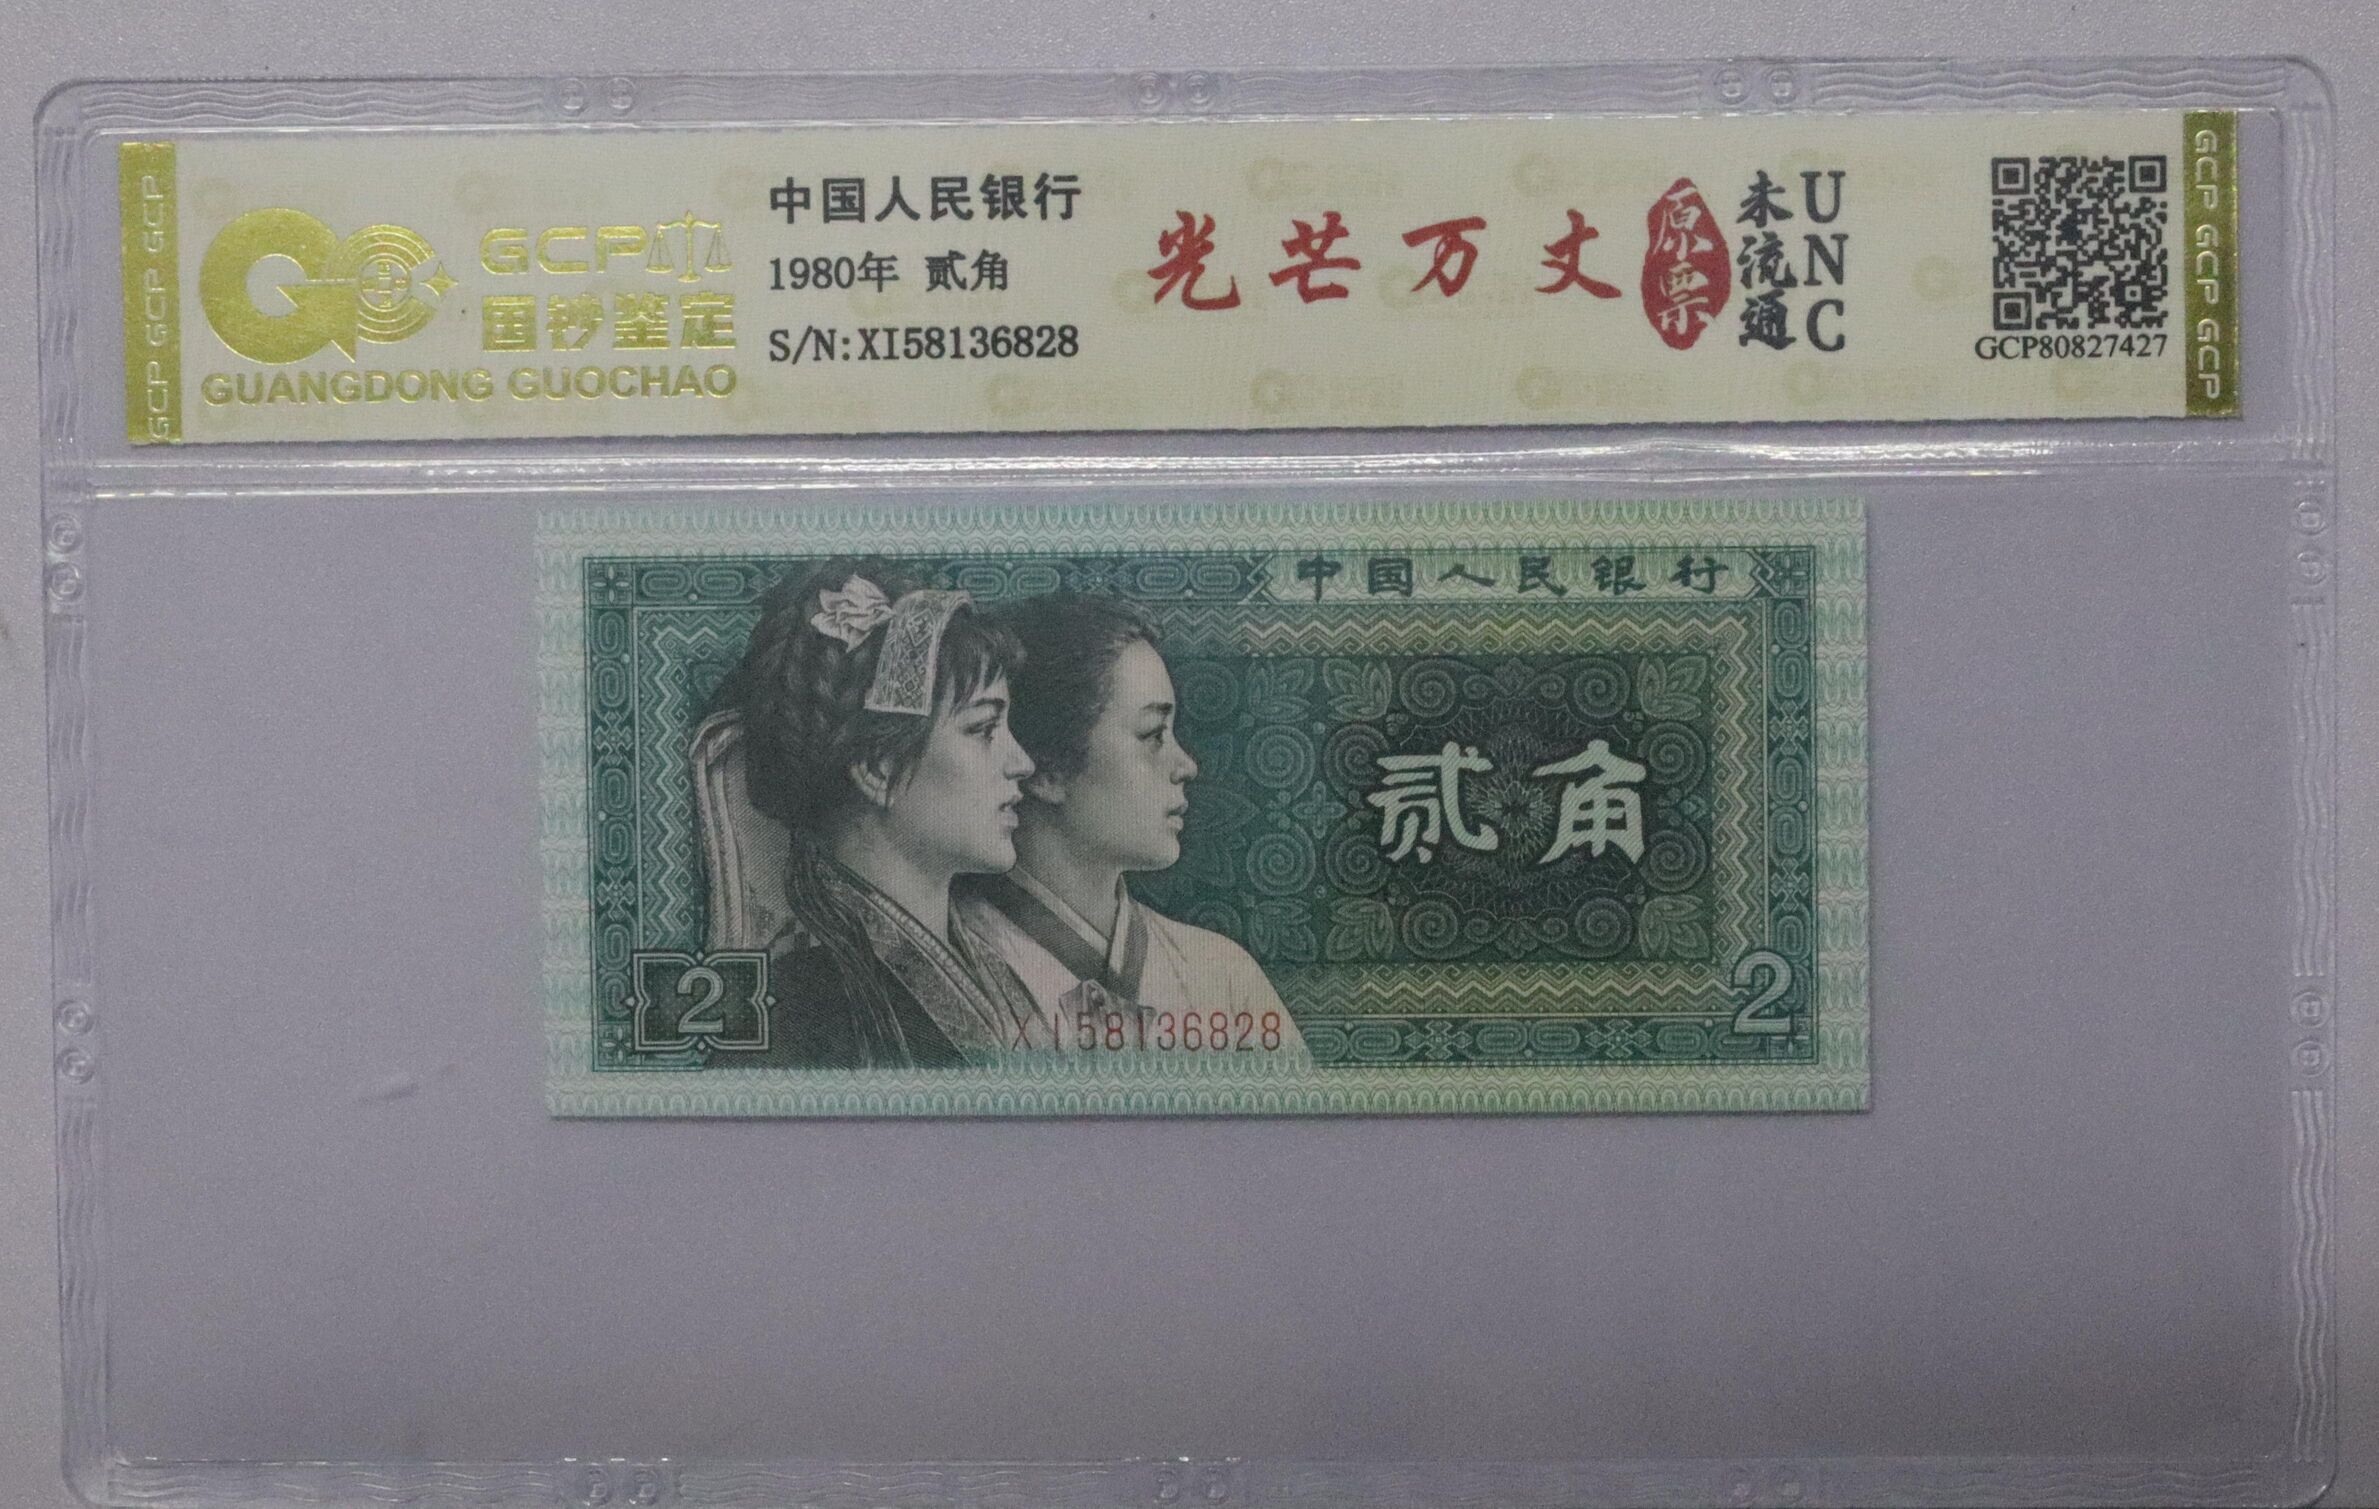 GCP GCP GCP
GCP
国钞鉴定
GUANGDONG GUOCHAO
中国人民银行
1980年 贰角
S/N:XI58136828
光芒万丈
原票
未流通
UNC
GCP80827427
GCP GCP GCP GCP
中国人民银行
贰角
2
XI58136828
2